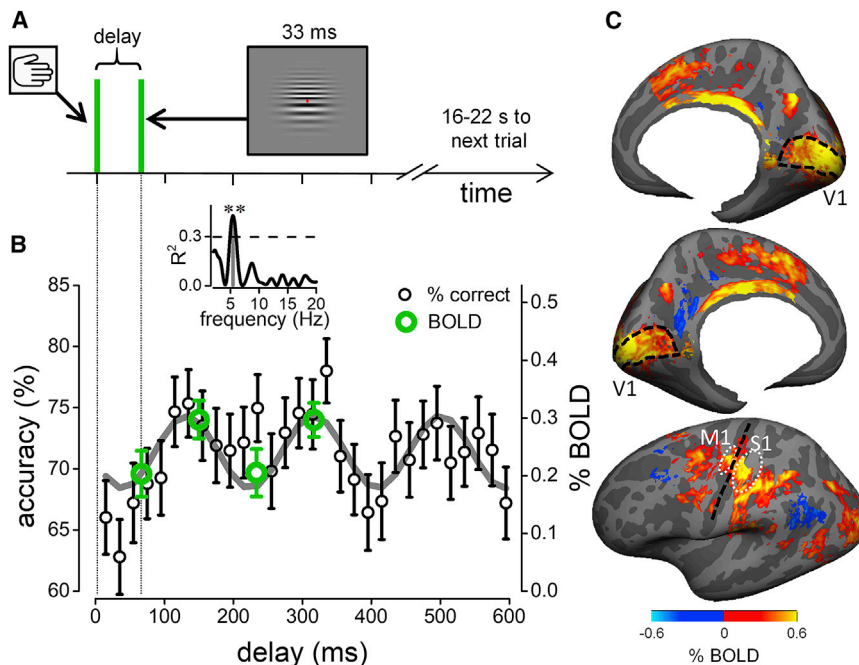 A
delay
33 ms
16-22 s to
next trial
time
B
**
R2
0.3
0.0
5 10 15 20
frequency (Hz)
% correct
BOLD
accuracy (%)
85
80
75
70
65
60
0 100 200 300 400 500 600
delay (ms)
0.5
0.4
0.3
0.2
0.1
0.0
% BOLD
C
V1
V1
M1 S1
-0.6 0 0.6
% BOLD